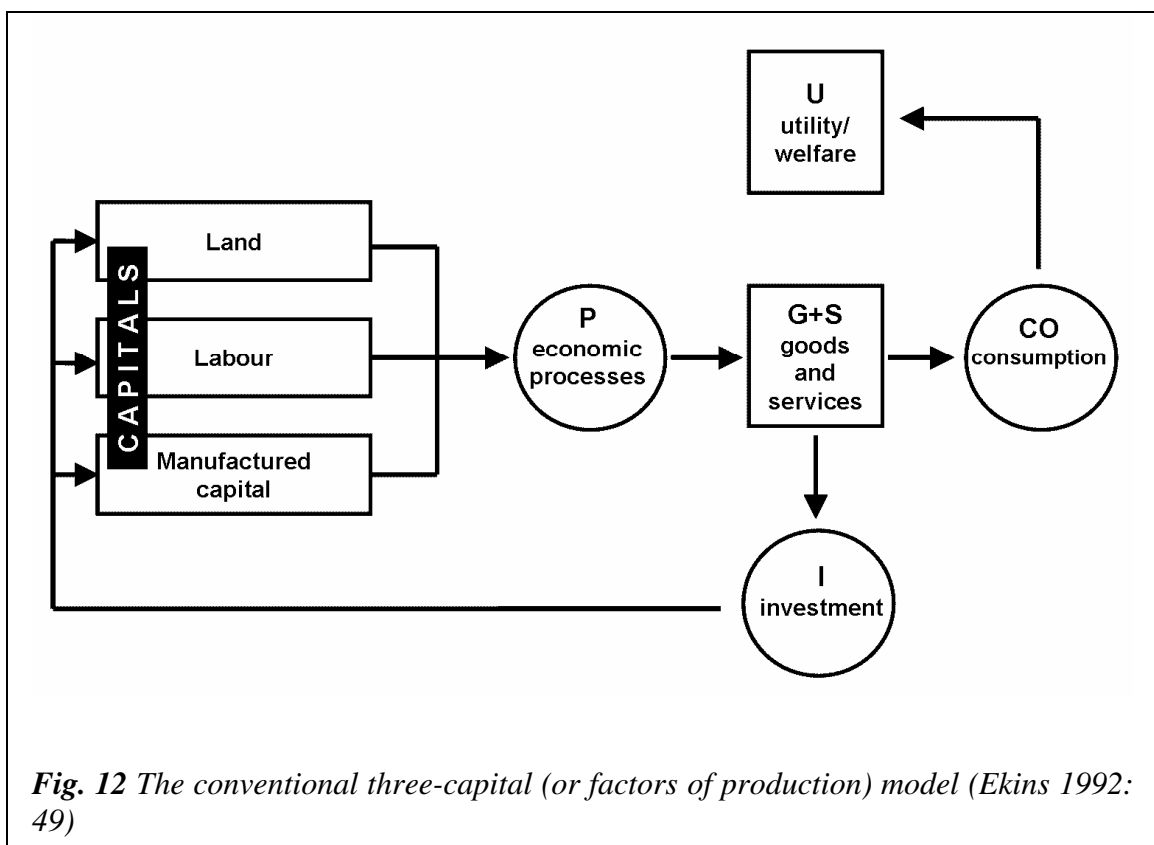 U
utility/
welfare
Land
CAPITALS
Labour
Manufactured
capital
P
economic
processes
G+S
goods
and
services
CO
consumption
I
investment
Fig. 12 The conventional three-capital (or factors of production) model (Ekins 1992:
49)